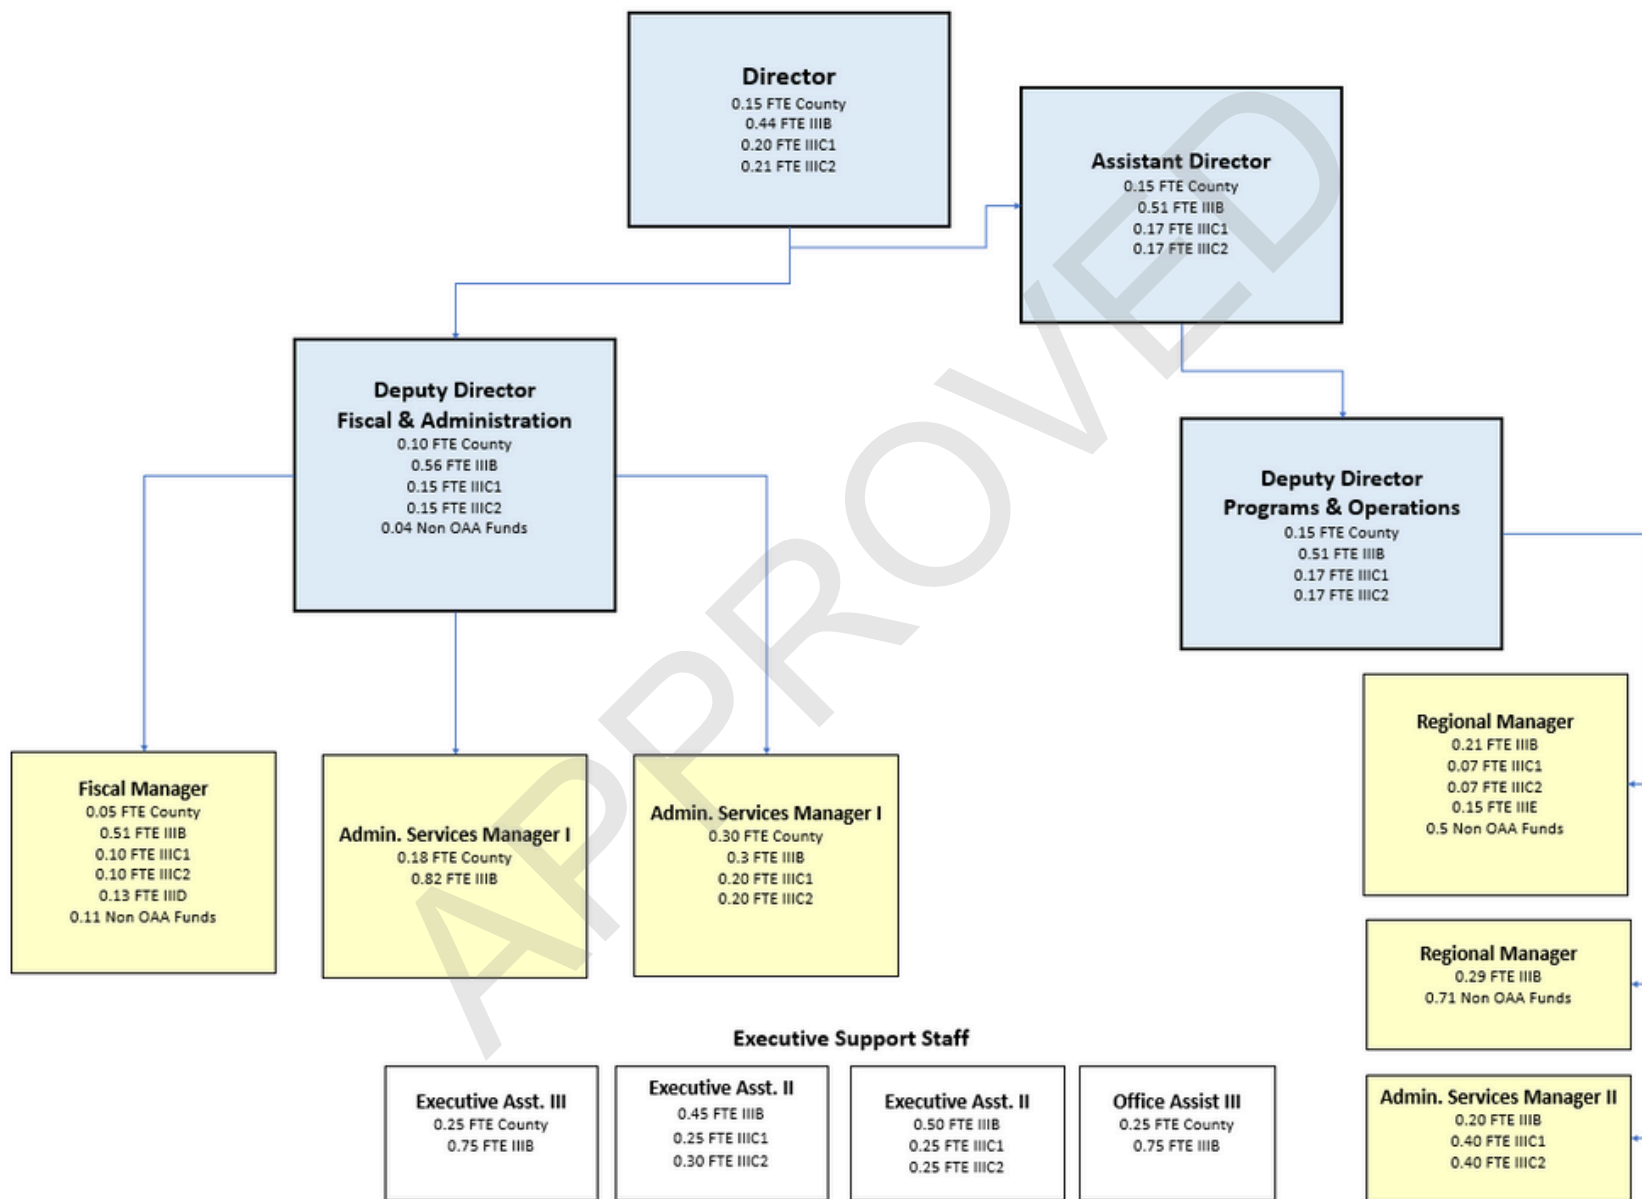 Director
0.15 FTE County
0.44 FTE IIIB
0.20 FTE IIIC1
0.21 FTE IIIC2
Assistant Director
0.15 FTE County
0.51 FTE IIIB
0.17 FTE IIIC1
0.17 FTE IIIC2
Deputy Director
Fiscal & Administration
0.10 FTE County
0.56 FTE IIIB
0.15 FTE IIIC1
0.15 FTE IIIC2
0.04 Non OAA Funds
Deputy Director
Programs & Operations
0.15 FTE County
0.51 FTE IIIB
0.17 FTE IIIC1
0.17 FTE IIIC2
Fiscal Manager
0.05 FTE County
0.51 FTE IIIB
0.10 FTE IIIC1
0.10 FTE IIIC2
0.13 FTE IIID
0.11 Non OAA Funds
Admin. Services Manager I
0.18 FTE County
0.82 FTE IIIB
Admin. Services Manager I
0.30 FTE County
0.3 FTE IIIB
0.20 FTE IIIC1
0.20 FTE IIIC2
Regional Manager
0.21 FTE IIIB
0.07 FTE IIIC1
0.07 FTE IIIC2
0.15 FTE IIIE
0.5 Non OAA Funds
Regional Manager
0.29 FTE IIIB
0.71 Non OAA Funds
Admin. Services Manager II
0.20 FTE IIIB
0.40 FTE IIIC1
0.40 FTE IIIC2
Executive Support Staff
Executive Asst. III
0.25 FTE County
0.75 FTE IIIB
Executive Asst. II
0.45 FTE IIIB
0.25 FTE IIIC1
0.30 FTE IIIC2
Executive Asst. II
0.50 FTE IIIB
0.25 FTE IIIC1
0.25 FTE IIIC2
Office Assist III
0.25 FTE County
0.75 FTE IIIB
APPROVED